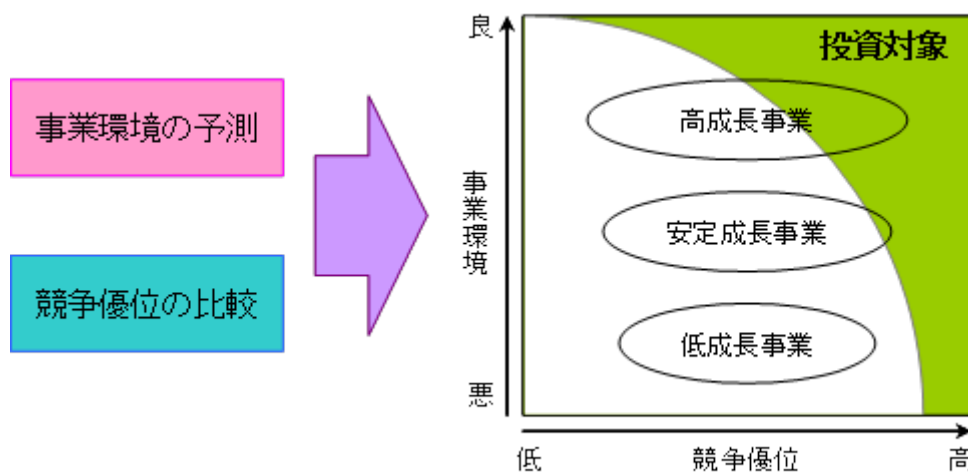 事業環境の予測
競争優位の比較
良
事業環境
悪
投資対象
高成長事業
安定成長事業
低成長事業
低
競争優位
高